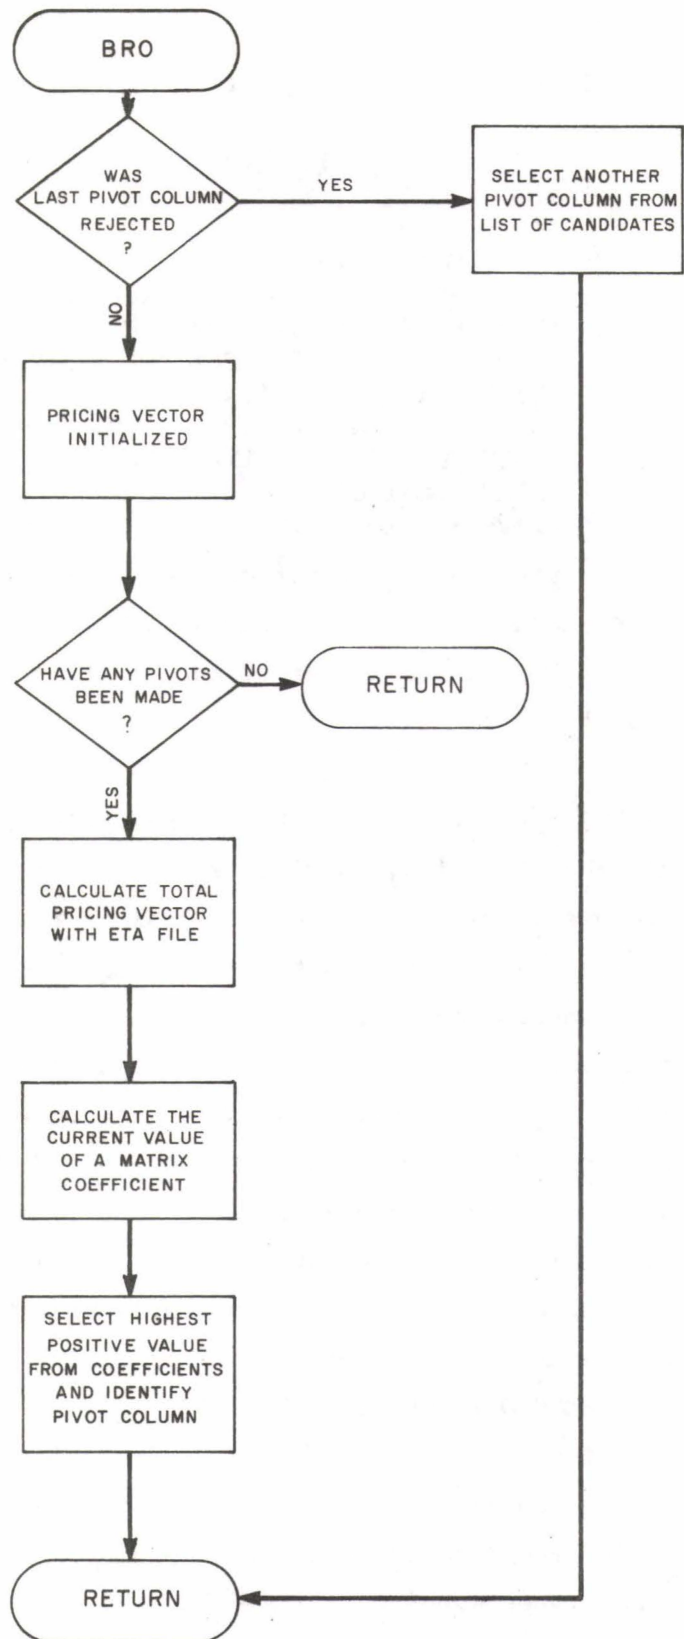 BRO
WAS
LAST PIVOT COLUMN
REJECTED
?
YES
SELECT ANOTHER
PIVOT COLUMN FROM
LIST OF CANDIDATES
NO
PRICING VECTOR
INITIALIZED
HAVE ANY PIVOTS
BEEN MADE
?
NO
RETURN
YES
CALCULATE TOTAL
PRICING VECTOR
WITH ETA FILE
CALCULATE THE
CURRENT VALUE
OF A MATRIX
COEFFICIENT
SELECT HIGHEST
POSITIVE VALUE
FROM COEFFICIENTS
AND IDENTIFY
PIVOT COLUMN
RETURN